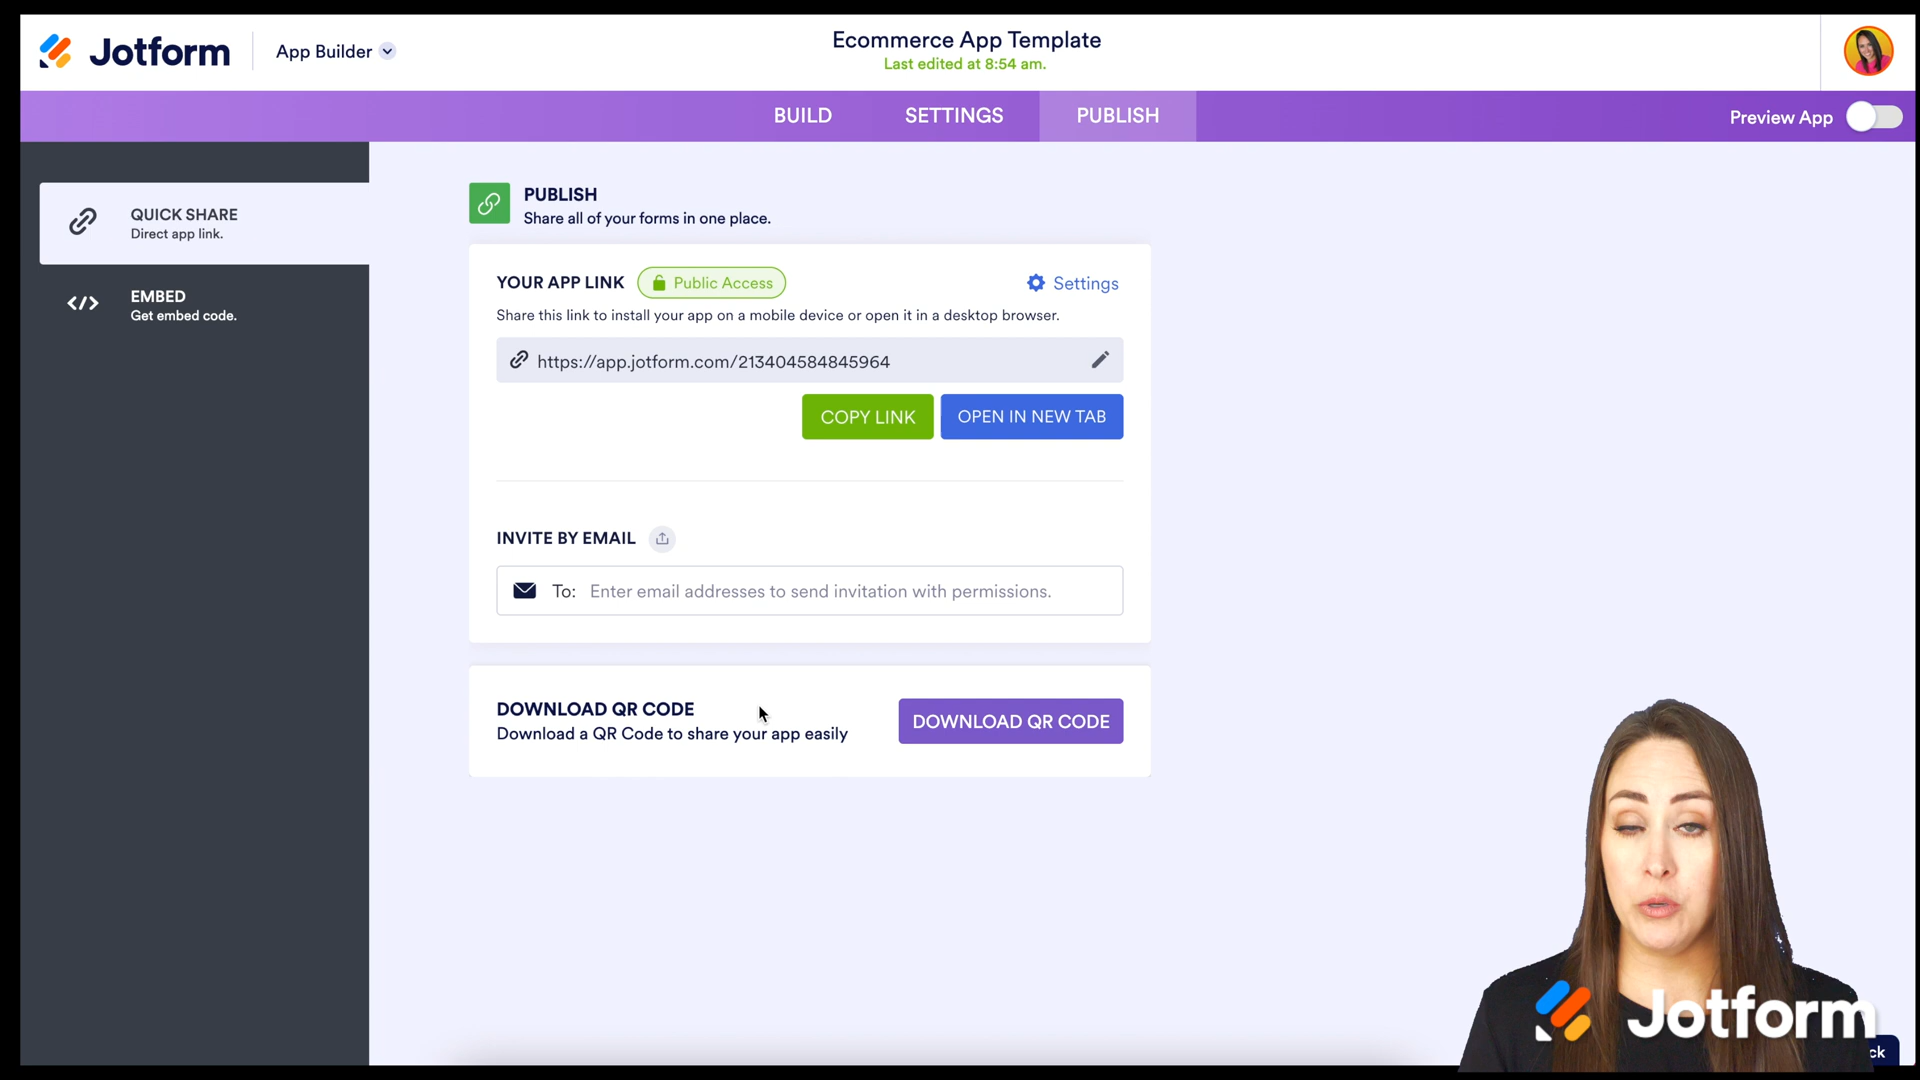 Jotform
App Builder
Ecommerce App Template
Last edited at 8:54 am.
BUILD
SETTINGS
PUBLISH
Preview App
QUICK SHARE
Direct app link.
EMBED
Get embed code.
PUBLISH
Share all of your forms in one place.
YOUR APP LINK
Public Access
Settings
Share this link to install your app on a mobile device or open it in a desktop browser.
https://app.jotform.com/213404584845964
COPY LINK
OPEN IN NEW TAB
INVITE BY EMAIL
To: Enter email addresses to send invitation with permissions.
DOWNLOAD QR CODE
Download a QR Code to share your app easily
DOWNLOAD QR CODE
Jotform